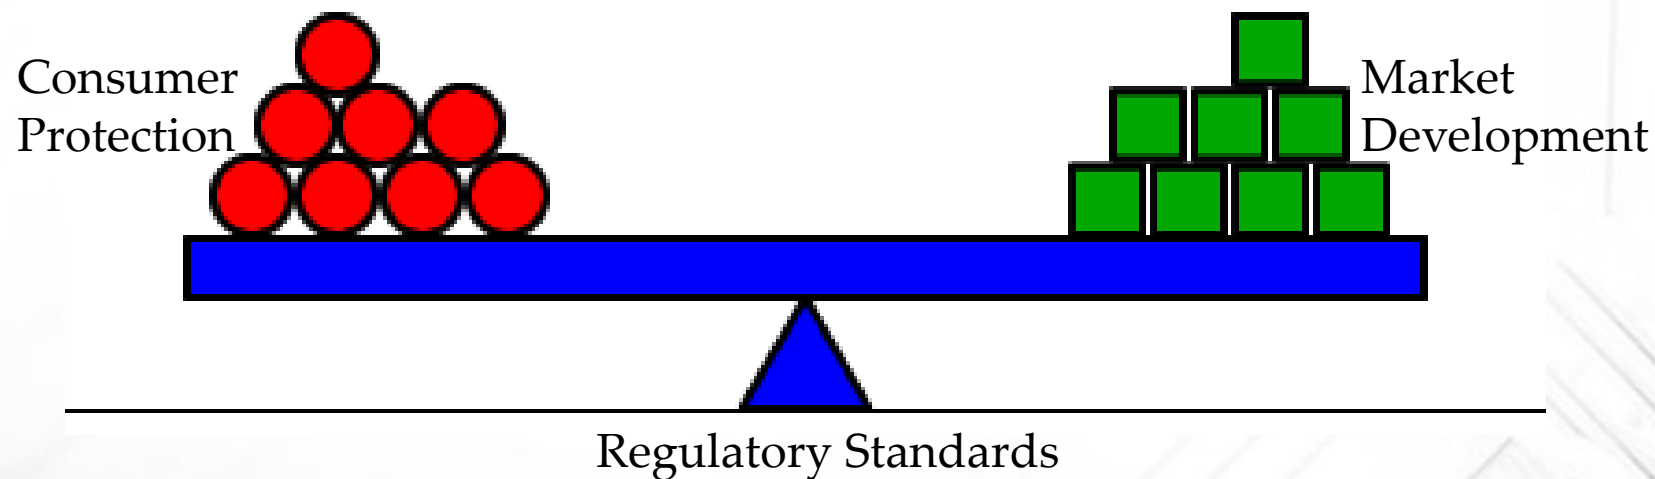 Consumer
Protection
Market
Development
Regulatory Standards